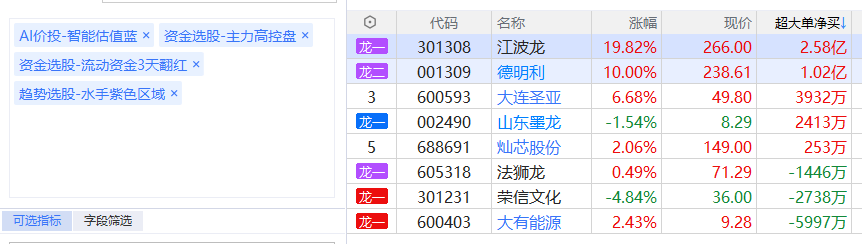 AI价投-智能估值蓝 × 资金选股-主力高控盘 ×
资金选股-流动资金3天翻红 ×
趋势选股-水手紫色区域 ×
可选指标 字段筛选
代码 名称 涨幅 现价 超大单净买↓
龙一 301308 江波龙 19.82% 266.00 2.58亿
龙二 001309 德明利 10.00% 238.61 1.02亿
3 600593 大连圣亚 6.68% 49.80 3932万
龙一 002490 山东墨龙 -1.54% 8.29 2413万
5 688691 灿芯股份 2.06% 149.00 253万
龙一 605318 法狮龙 0.49% 71.29 -1446万
龙一 301231 荣信文化 -4.84% 36.00 -2738万
龙一 600403 大有能源 2.43% 9.28 -5997万